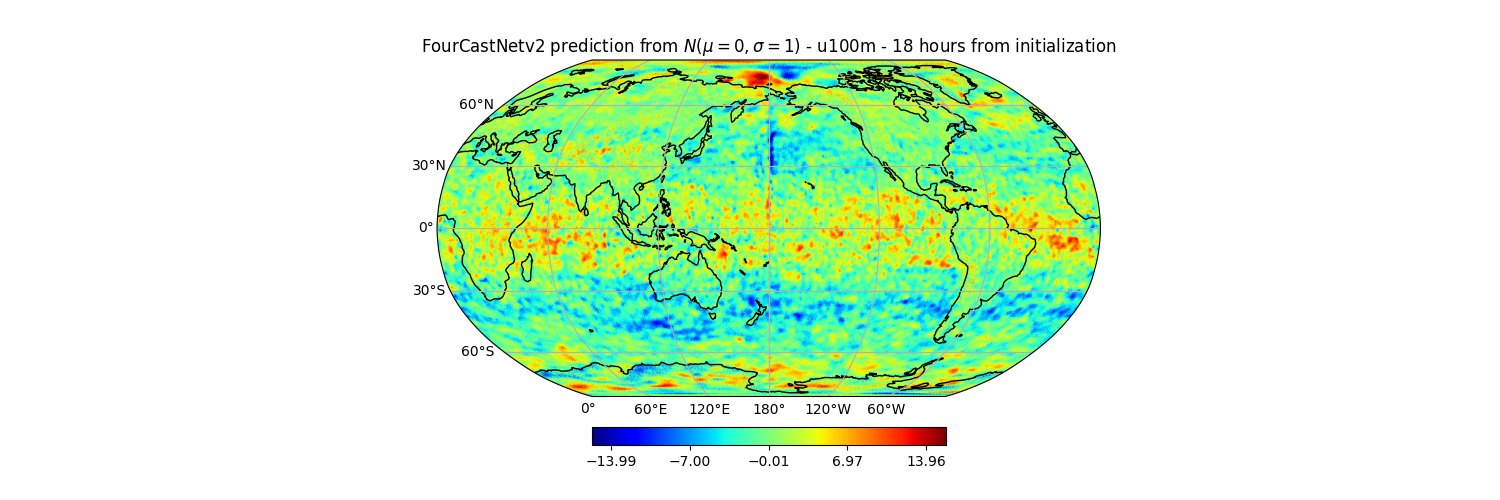 FourCastNetv2 prediction from N(μ = 0, σ = 1) - u100m - 18 hours from initialization
60°N
30°N
0°
30°S
60°S
0° 60°E 120°E 180° 120°W 60°W
−13.99 −7.00 −0.01 6.97 13.96